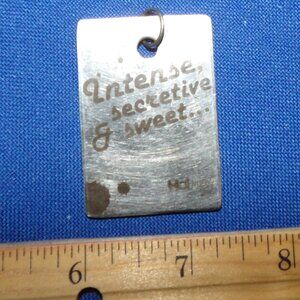 Intense,
secretive
& sweet...
6 7 8